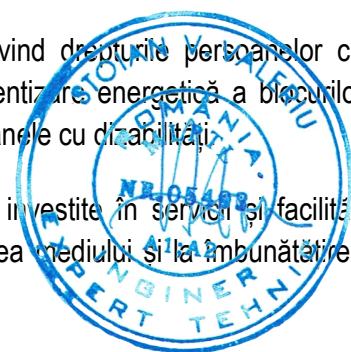 vind drepturile persoanelor c
entizare energetică a blocurilo
anele cu dizabilități.
investite în servicii și facilită
ea mediului și la îmbunătățire
STOIAN V. VALERIU
ROMÂNIA
INGINER
EXPERT TEHNIC